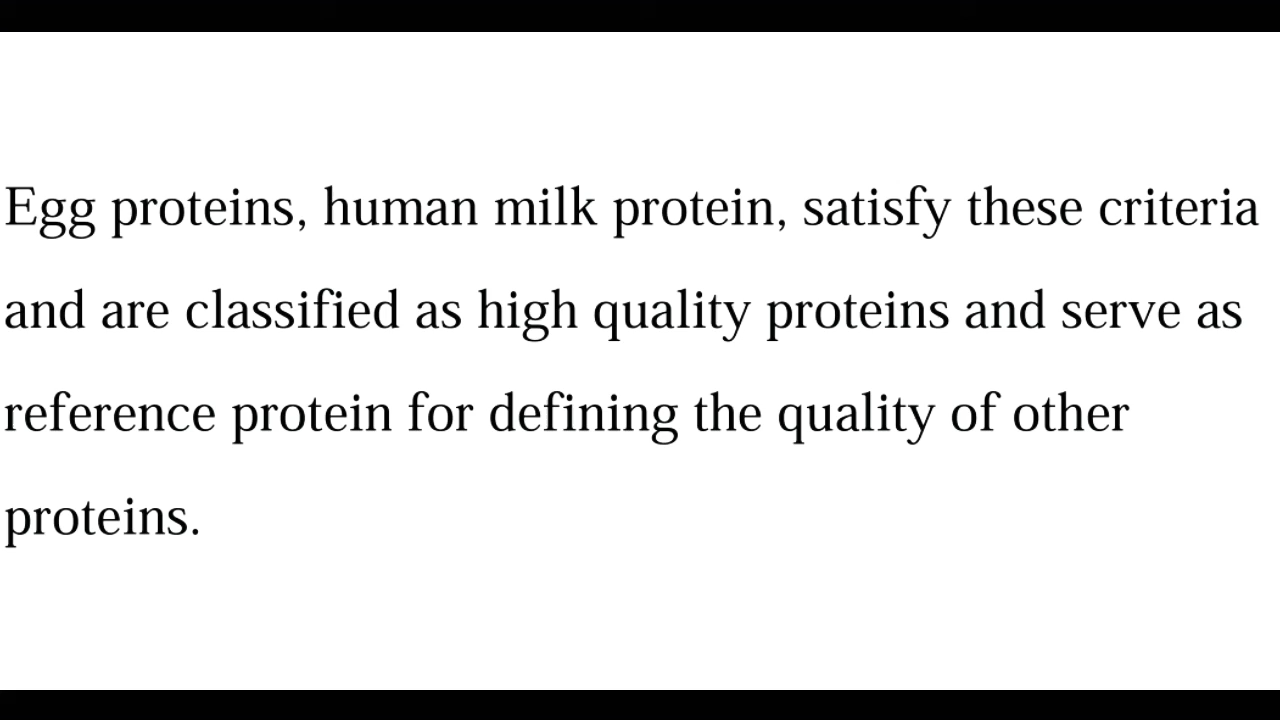 Egg proteins, human milk protein, satisfy these criteria
and are classified as high quality proteins and serve as
reference protein for defining the quality of other
proteins.